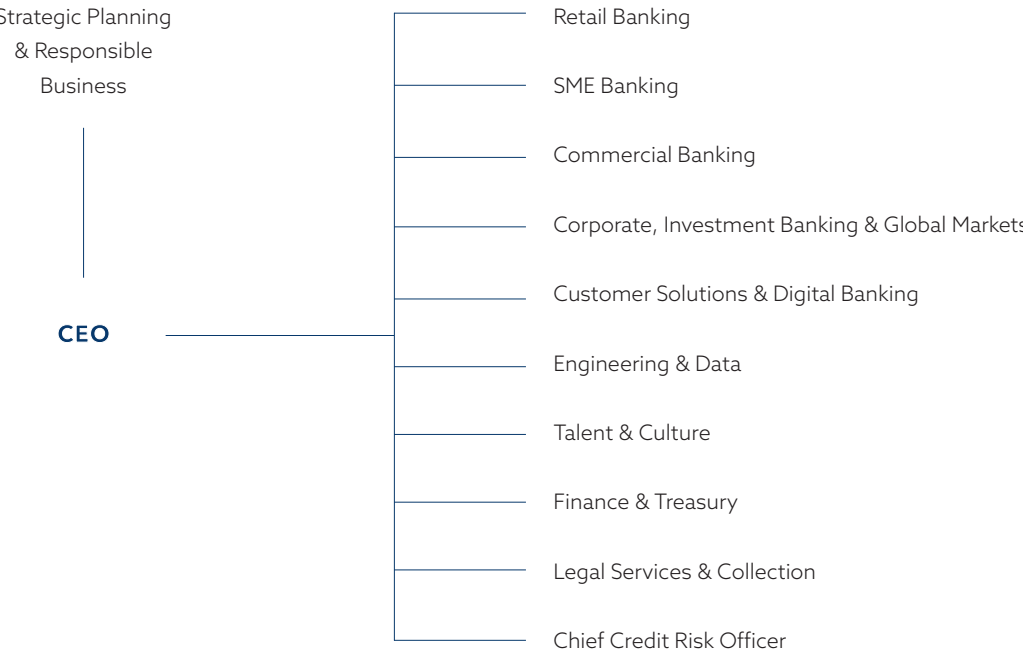 Strategic Planning
& Responsible
Business
CEO
Retail Banking
SME Banking
Commercial Banking
Corporate, Investment Banking & Global Markets
Customer Solutions & Digital Banking
Engineering & Data
Talent & Culture
Finance & Treasury
Legal Services & Collection
Chief Credit Risk Officer